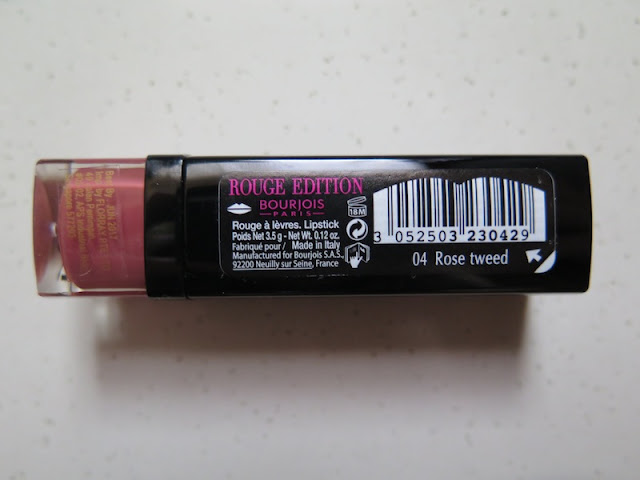 ROUGE EDITION
BOURJOIS
PARIS
Rouge à lèvres. Lipstick
Poids Net 3.5 g - Net Wt. 0.12 oz.
Fabriqué pour / Made in Italy
Manufactured for Bourjois S.A.S.
92200 Neuilly sur Seine, France
18M
3 052503 230429
04 Rose tweed